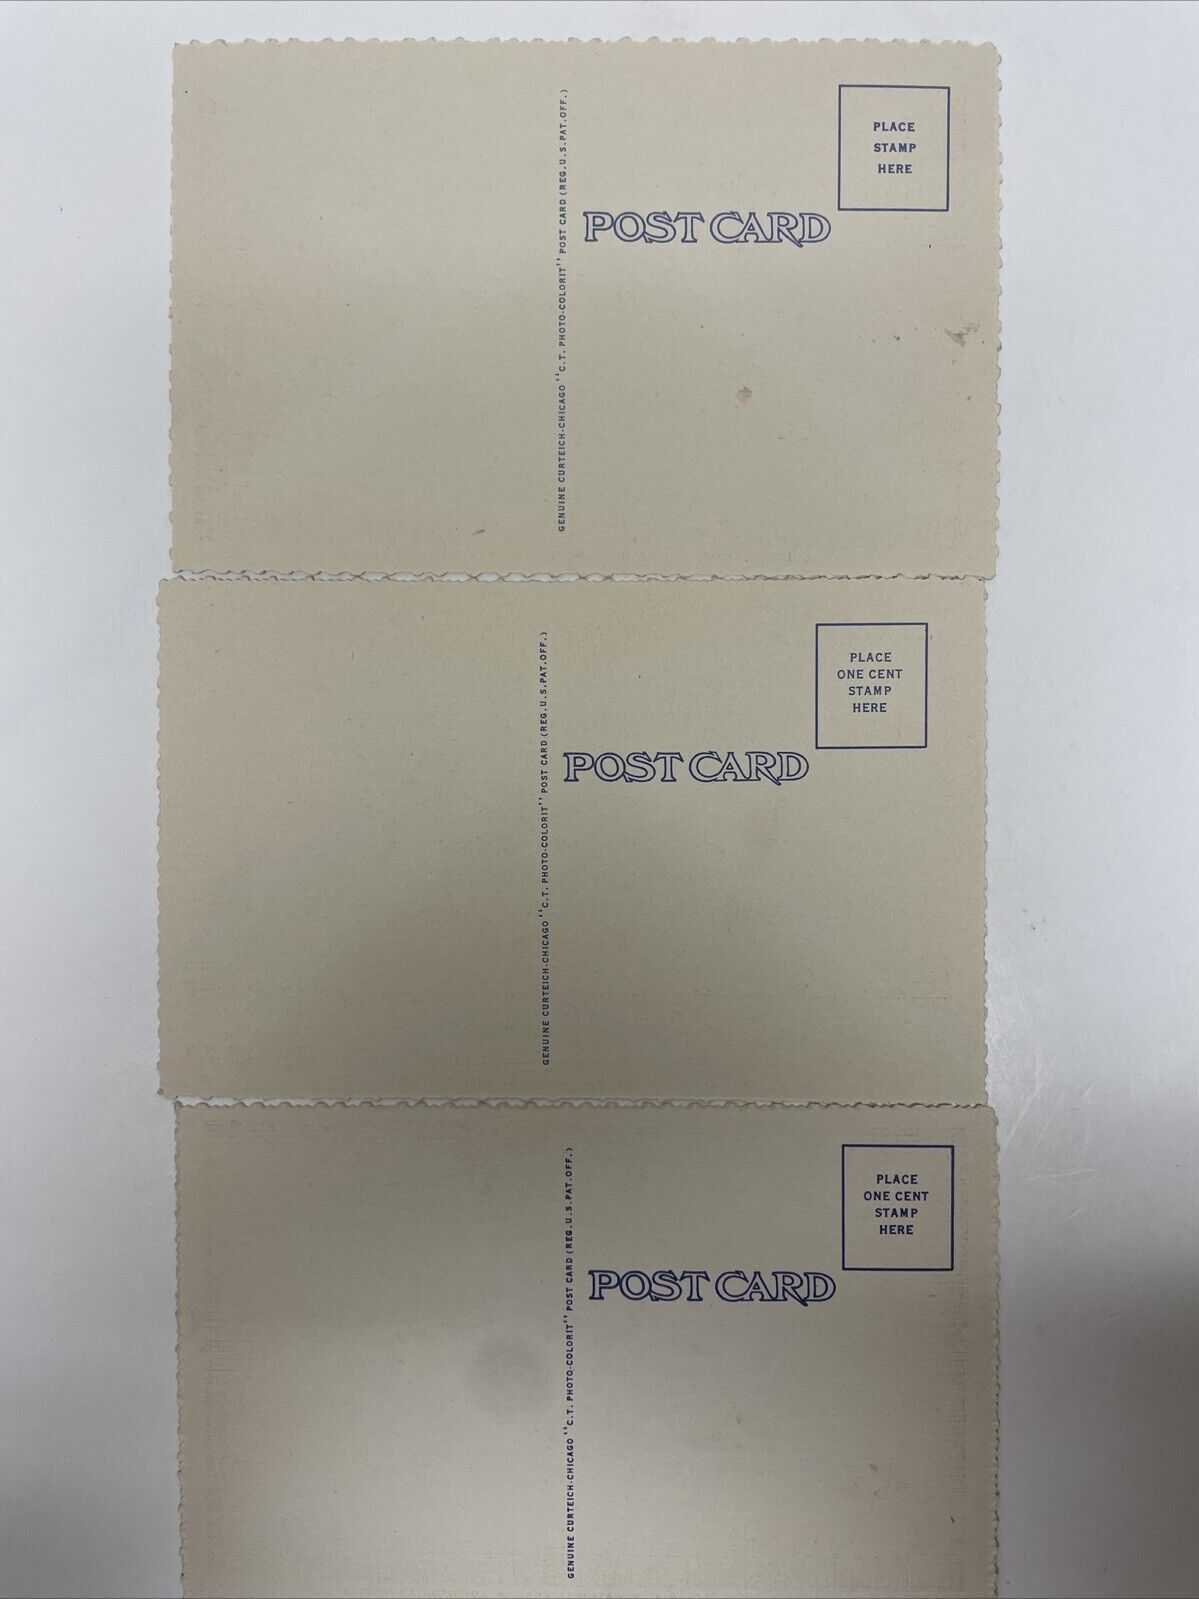 PLACE
STAMP
HERE
POST CARD
GENUINE CURTEICH-CHICAGO "C.T. PHOTO-COLORIT" POST CARD (REG. U.S. PAT. OFF.)
PLACE
ONE CENT
STAMP
HERE
POST CARD
GENUINE CURTEICH-CHICAGO "C.T. PHOTO-COLORIT" POST CARD (REG. U.S. PAT. OFF.)
PLACE
ONE CENT
STAMP
HERE
POST CARD
GENUINE CURTEICH-CHICAGO "C.T. PHOTO-COLORIT" POST CARD (REG. U.S. PAT. OFF.)